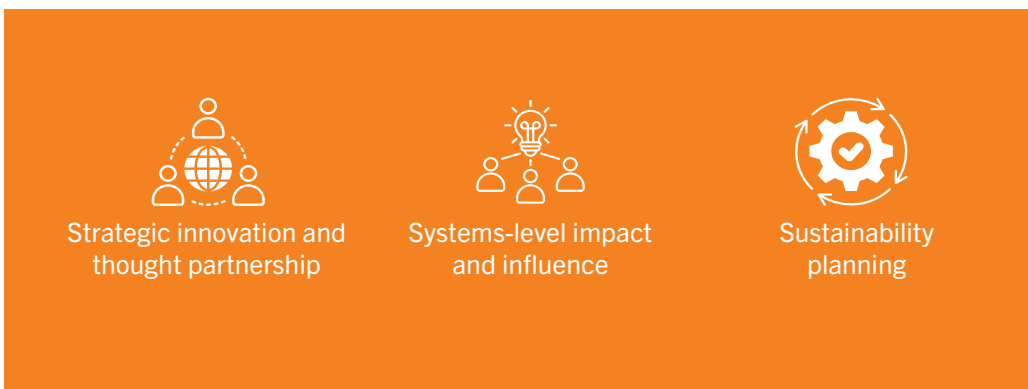 Strategic innovation and
thought partnership
Systems-level impact
and influence
Sustainability
planning